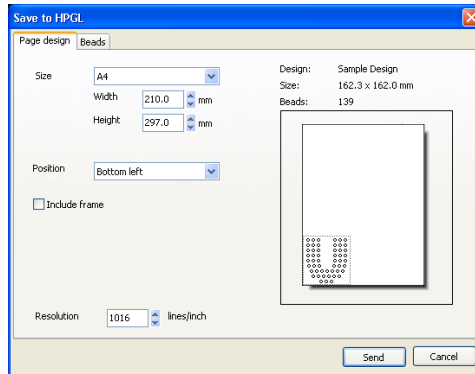 Save to HPGL
Page design
Beads
Size
A4
Width
210.0
mm
Height
297.0
mm
Position
Bottom left
Include frame
Resolution
1016
lines/inch
Design:
Sample Design
Size:
162.3 x 162.0 mm
Beads:
139
Send
Cancel